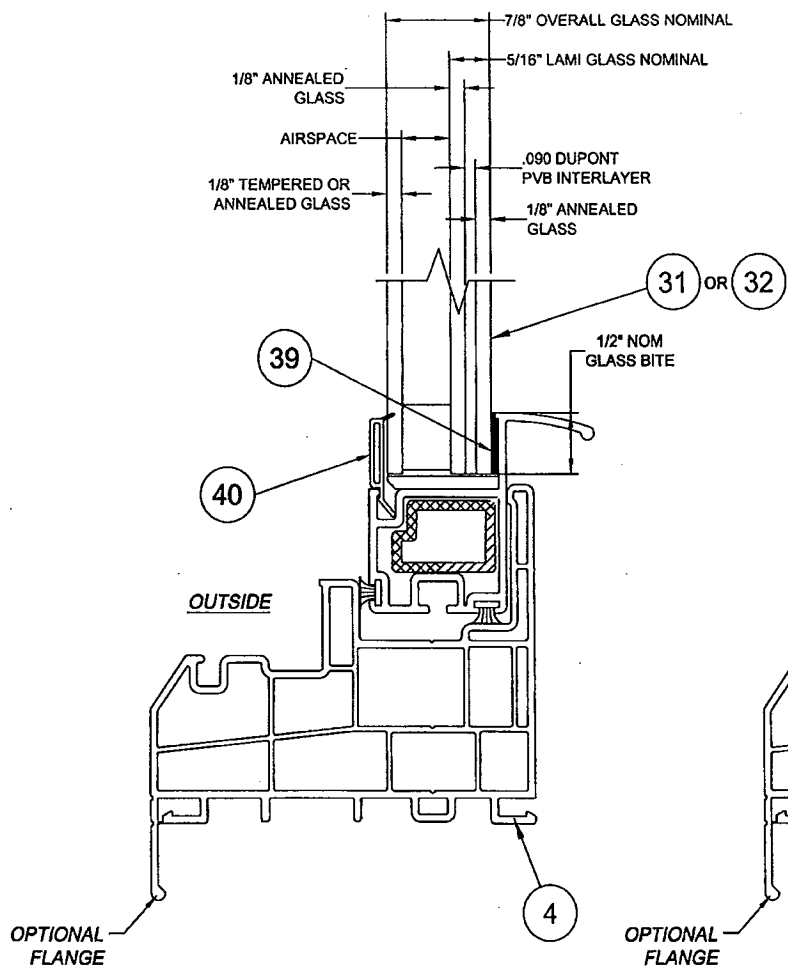 7/8" OVERALL GLASS NOMINAL
5/16" LAMI GLASS NOMINAL
1/8" ANNEALED
GLASS
AIRSPACE
.090 DUPONT
PVB INTERLAYER
1/8" TEMPERED OR
ANNEALED GLASS
1/8" ANNEALED
GLASS
31 OR 32
1/2" NOM
GLASS BITE
39
40
OUTSIDE
4
OPTIONAL
FLANGE
OPTIONAL
FLANGE